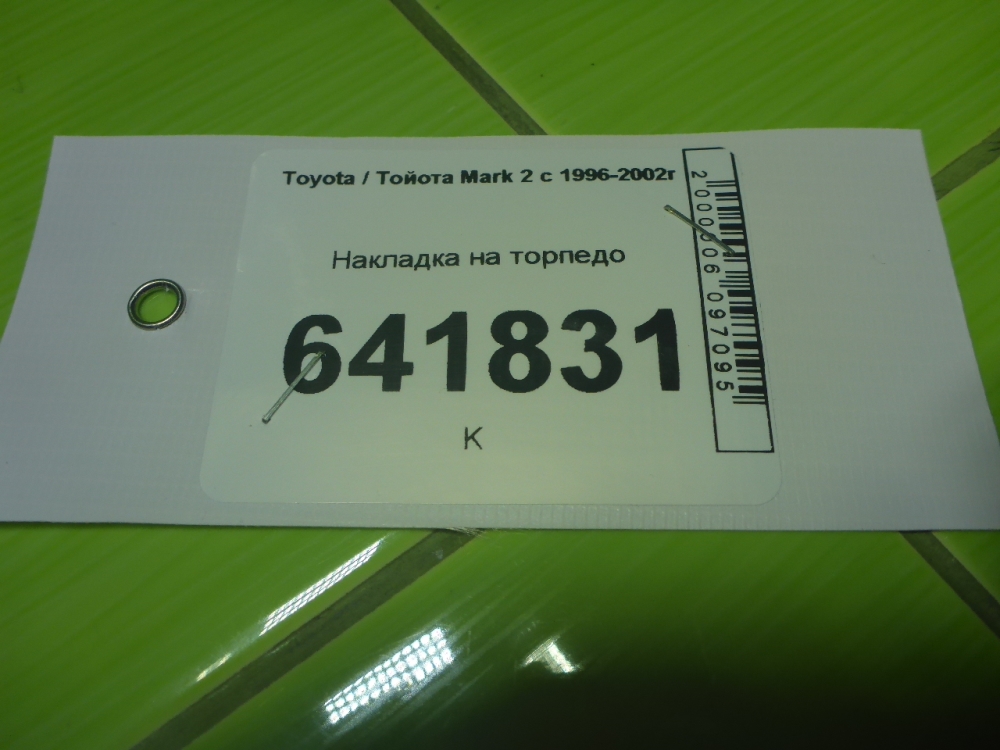 Toyota / Тойота Mark 2 с 1996-2002г
Накладка на торпедо
641831
К
2000006097095